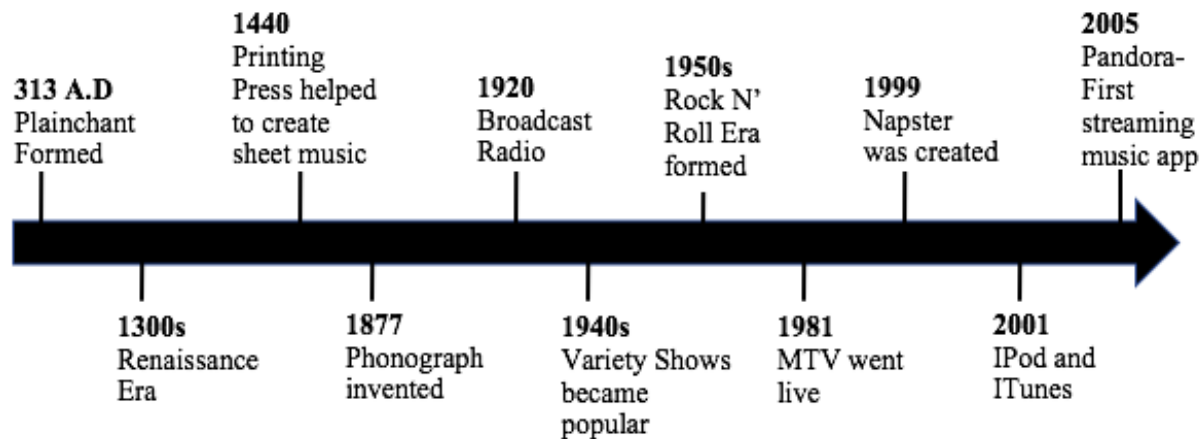 313 A.D
Plainchant
Formed
1440
Printing
Press helped
to create
sheet music
1920
Broadcast
Radio
1950s
Rock N’
Roll Era
formed
1999
Napster
was created
2005
Pandora-
First
streaming
music app
1300s
Renaissance
Era
1877
Phonograph
invented
1940s
Variety Shows
became
popular
1981
MTV went
live
2001
IPod and
ITunes